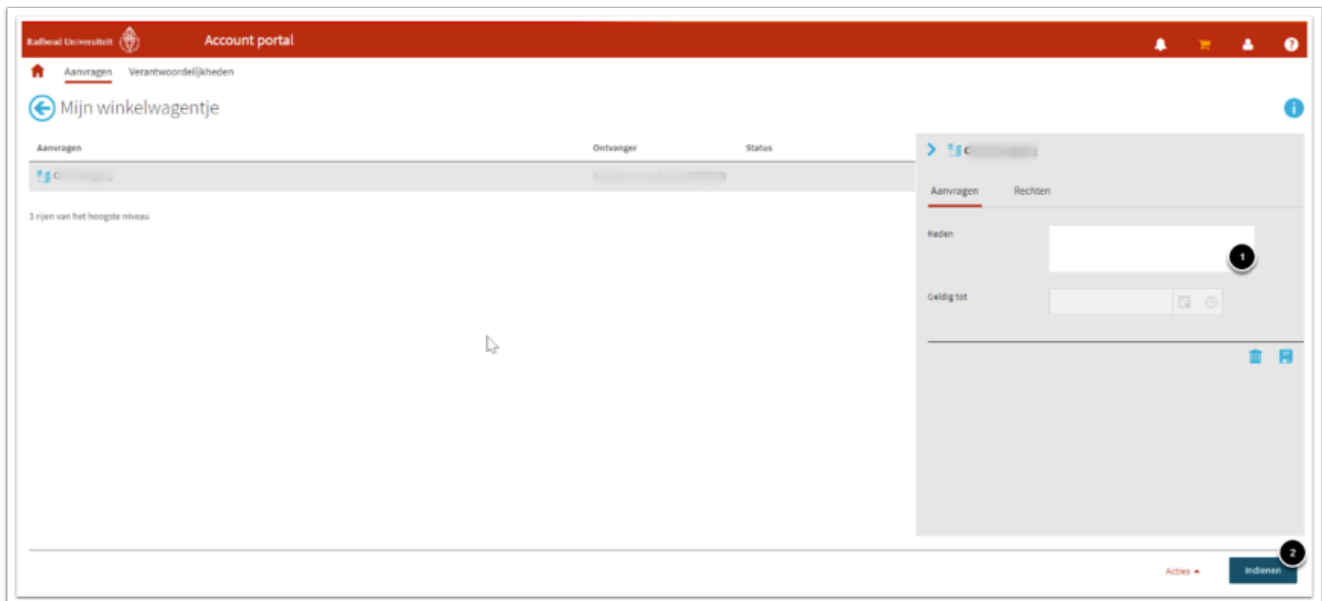 Radboud Universiteit Account portal
Aanvragen Verantwoordelijkheden
Mijn winkelwagentje
Aanvragen Ontvanger Status
C
C
1 rijen van het hoogste niveau
Aanvragen Rechten
Reden
1
Geldig tot
2
Acties Indienen